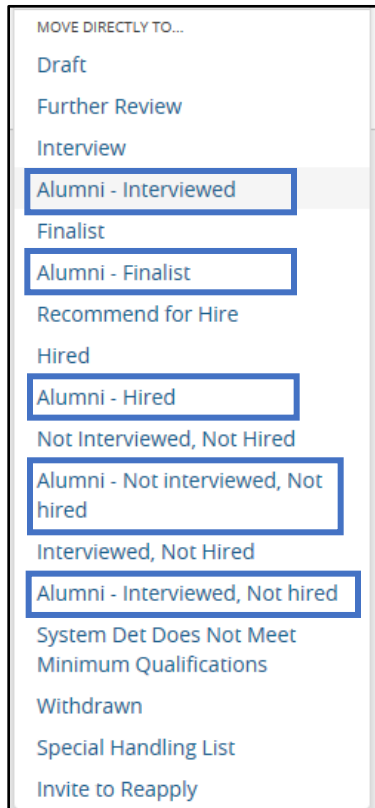 MOVE DIRECTLY TO...
Draft
Further Review
Interview
Alumni - Interviewed
Finalist
Alumni - Finalist
Recommend for Hire
Hired
Alumni - Hired
Not Interviewed, Not Hired
Alumni - Not interviewed, Not
hired
Interviewed, Not Hired
Alumni - Interviewed, Not hired
System Det Does Not Meet
Minimum Qualifications
Withdrawn
Special Handling List
Invite to Reapply